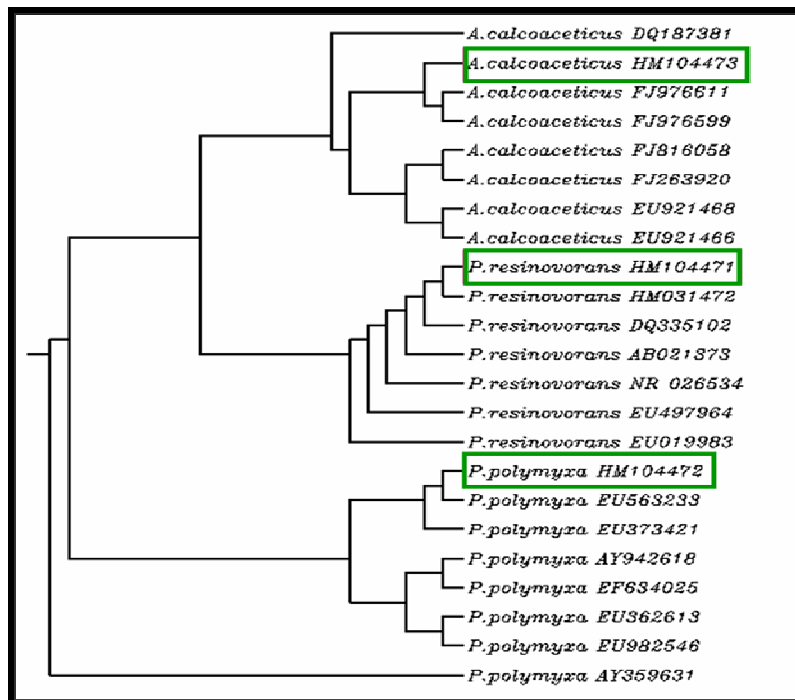 A.calcoaceticus DQ187381
A.calcoaceticus HM104473
A.calcoaceticus FJ976611
A.calcoaceticus FJ976599
A.calcoaceticus FJ816058
A.calcoaceticus FJ263920
A.calcoaceticus EU921468
A.calcoaceticus EU921466
P.resinovorans HM104471
P.resinovorans HM031472
P.resinovorans DQ335102
P.resinovorans AB021373
P.resinovorans NR 026534
P.resinovorans EU497964
P.resinovorans EU019983
P.polymyxa HM104472
P.polymyxa EU563233
P.polymyxa EU373421
P.polymyxa AY942618
P.polymyxa EF634025
P.polymyxa EU362613
P.polymyxa EU982546
P.polymyxa AY359631